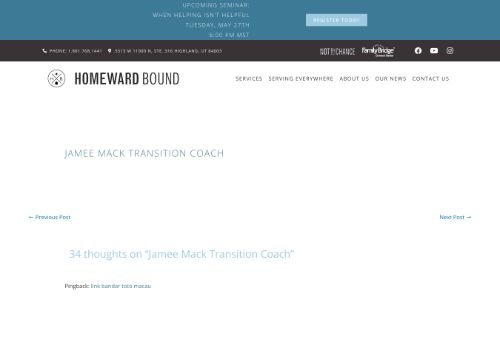 UPCOMING SEMINAR:
WHEN HELPING ISN'T HELPFUL
TUESDAY, MAY 27TH
6:00 PM MST
REGISTER TODAY
PHONE: 1.801.768.1441 5513 W 11000 N, STE. 316 HIGHLAND, UT 84003
NOT BY CHANCE FamilyBridge
HOMEWARD BOUND
SERVICES SERVING EVERYWHERE ABOUT US OUR NEWS CONTACT US
JAMEE MACK TRANSITION COACH
← Previous Post Next Post →
34 thoughts on “Jamee Mack Transition Coach”
Pingback: link bandar toto macau